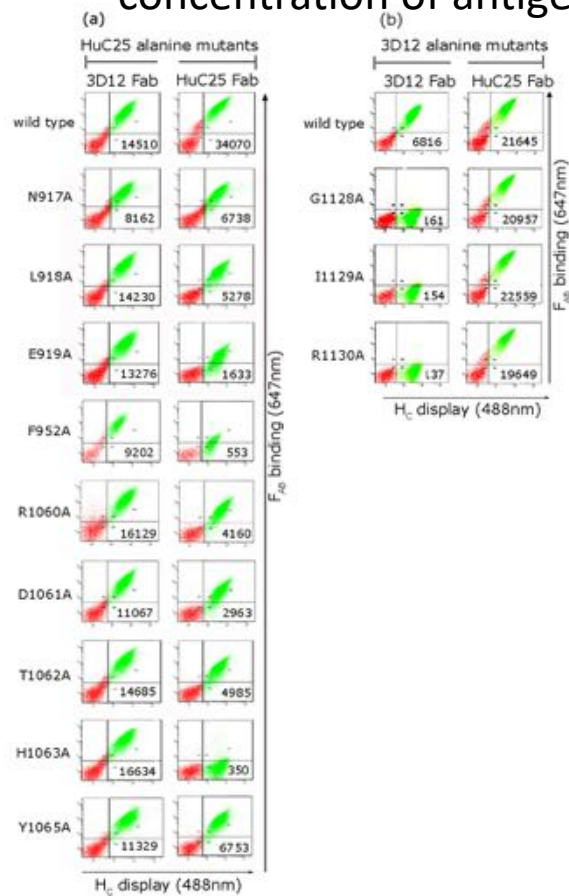 concentration of antige
(a)
HuC25 alanine mutants
3D12 Fab HuC25 Fab
wild type 14510 34070
N917A 8162 6738
L918A 14230 5278
E919A 13276 1633
F952A 9202 553
R1060A 16129 4160
D1061A 11067 2963
T1062A 14685 4985
H1063A 16634 350
Y1065A 11329 6753
HC display (488nm)
FAB binding (647nm)
(b)
3D12 alanine mutants
3D12 Fab HuC25 Fab
wild type 6816 21645
G1128A 161 20957
I1129A 154 22559
R1130A 137 19649
HC display (488nm)
FAB binding (647nm)